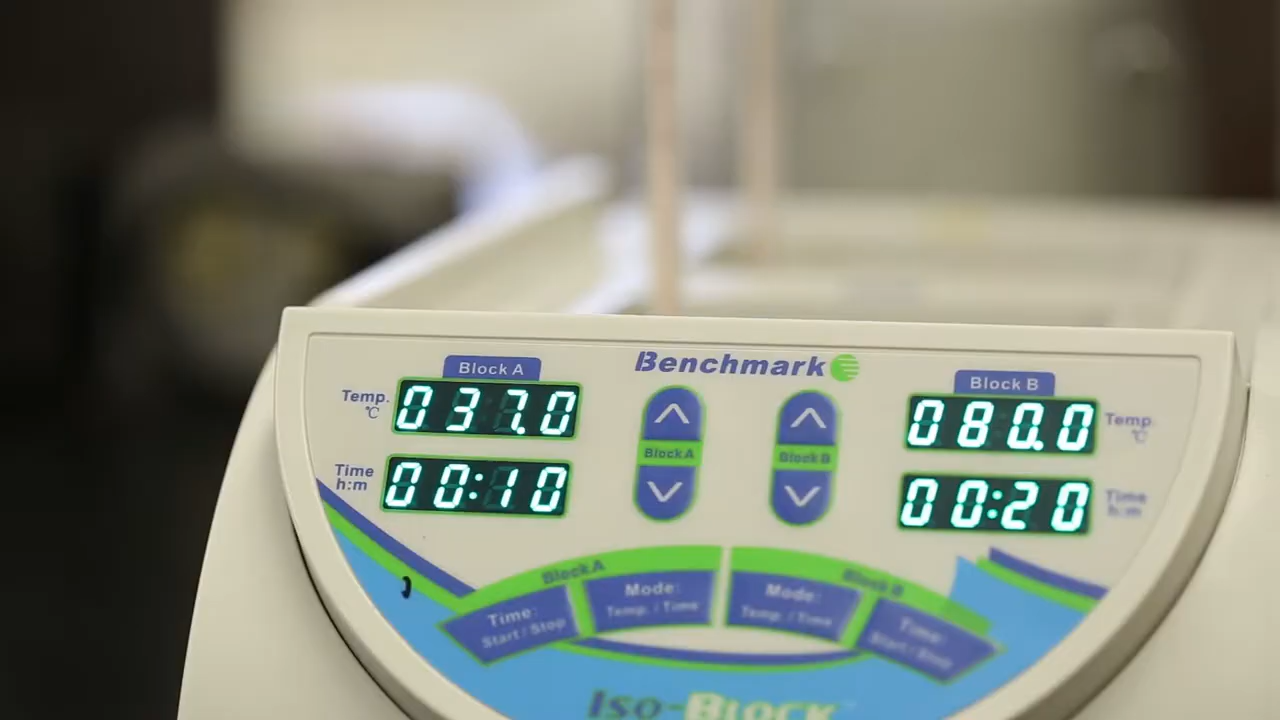 Benchmark
Block A
Temp. °C
037.0
Time h:m
00:10
Block B
080.0
Temp. °C
00:20
Time h:m
Block A
Block B
Block A
Time: Start / Stop
Mode: Temp. / Time
Block B
Mode: Temp. / Time
Time: Start / Stop
Iso-Block